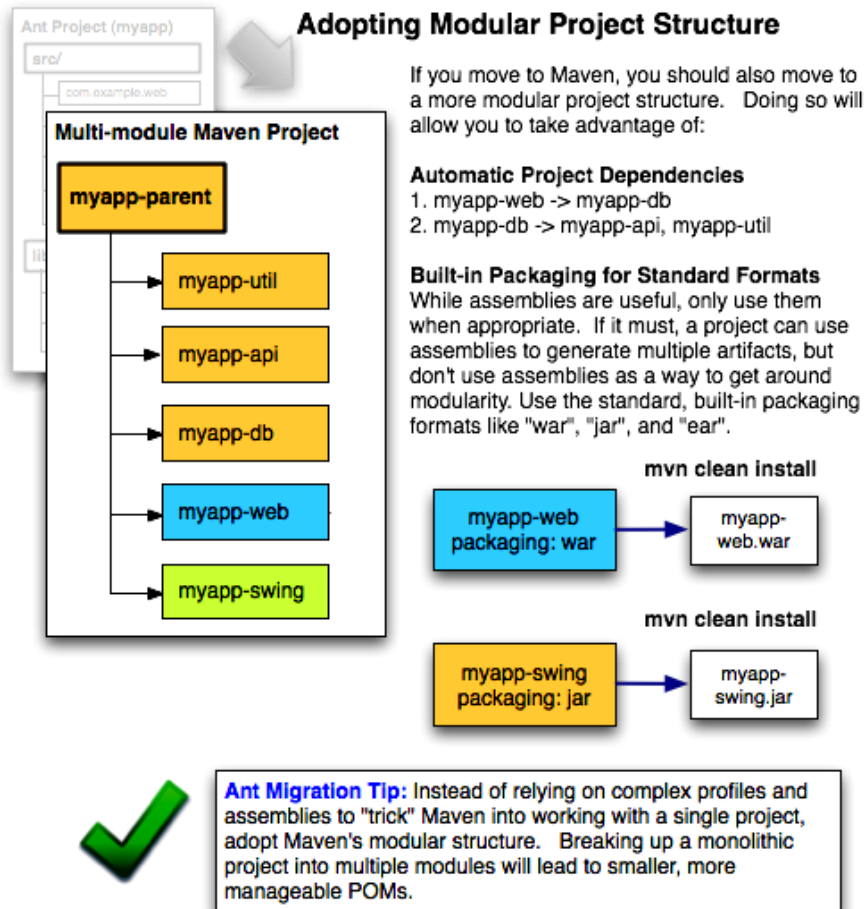 Ant Project (myapp)
src/
com.example.web
lib
Multi-module Maven Project
myapp-parent
myapp-util
myapp-api
myapp-db
myapp-web
myapp-swing
Adopting Modular Project Structure
If you move to Maven, you should also move to
a more modular project structure. Doing so will
allow you to take advantage of:
Automatic Project Dependencies
1. myapp-web -> myapp-db
2. myapp-db -> myapp-api, myapp-util
Built-in Packaging for Standard Formats
While assemblies are useful, only use them
when appropriate. If it must, a project can use
assemblies to generate multiple artifacts, but
don't use assemblies as a way to get around
modularity. Use the standard, built-in packaging
formats like "war", "jar", and "ear".
mvn clean install
myapp-web
packaging: war
myapp-
web.war
mvn clean install
myapp-swing
packaging: jar
myapp-
swing.jar
Ant Migration Tip: Instead of relying on complex profiles and
assemblies to "trick" Maven into working with a single project,
adopt Maven's modular structure. Breaking up a monolithic
project into multiple modules will lead to smaller, more
manageable POMs.